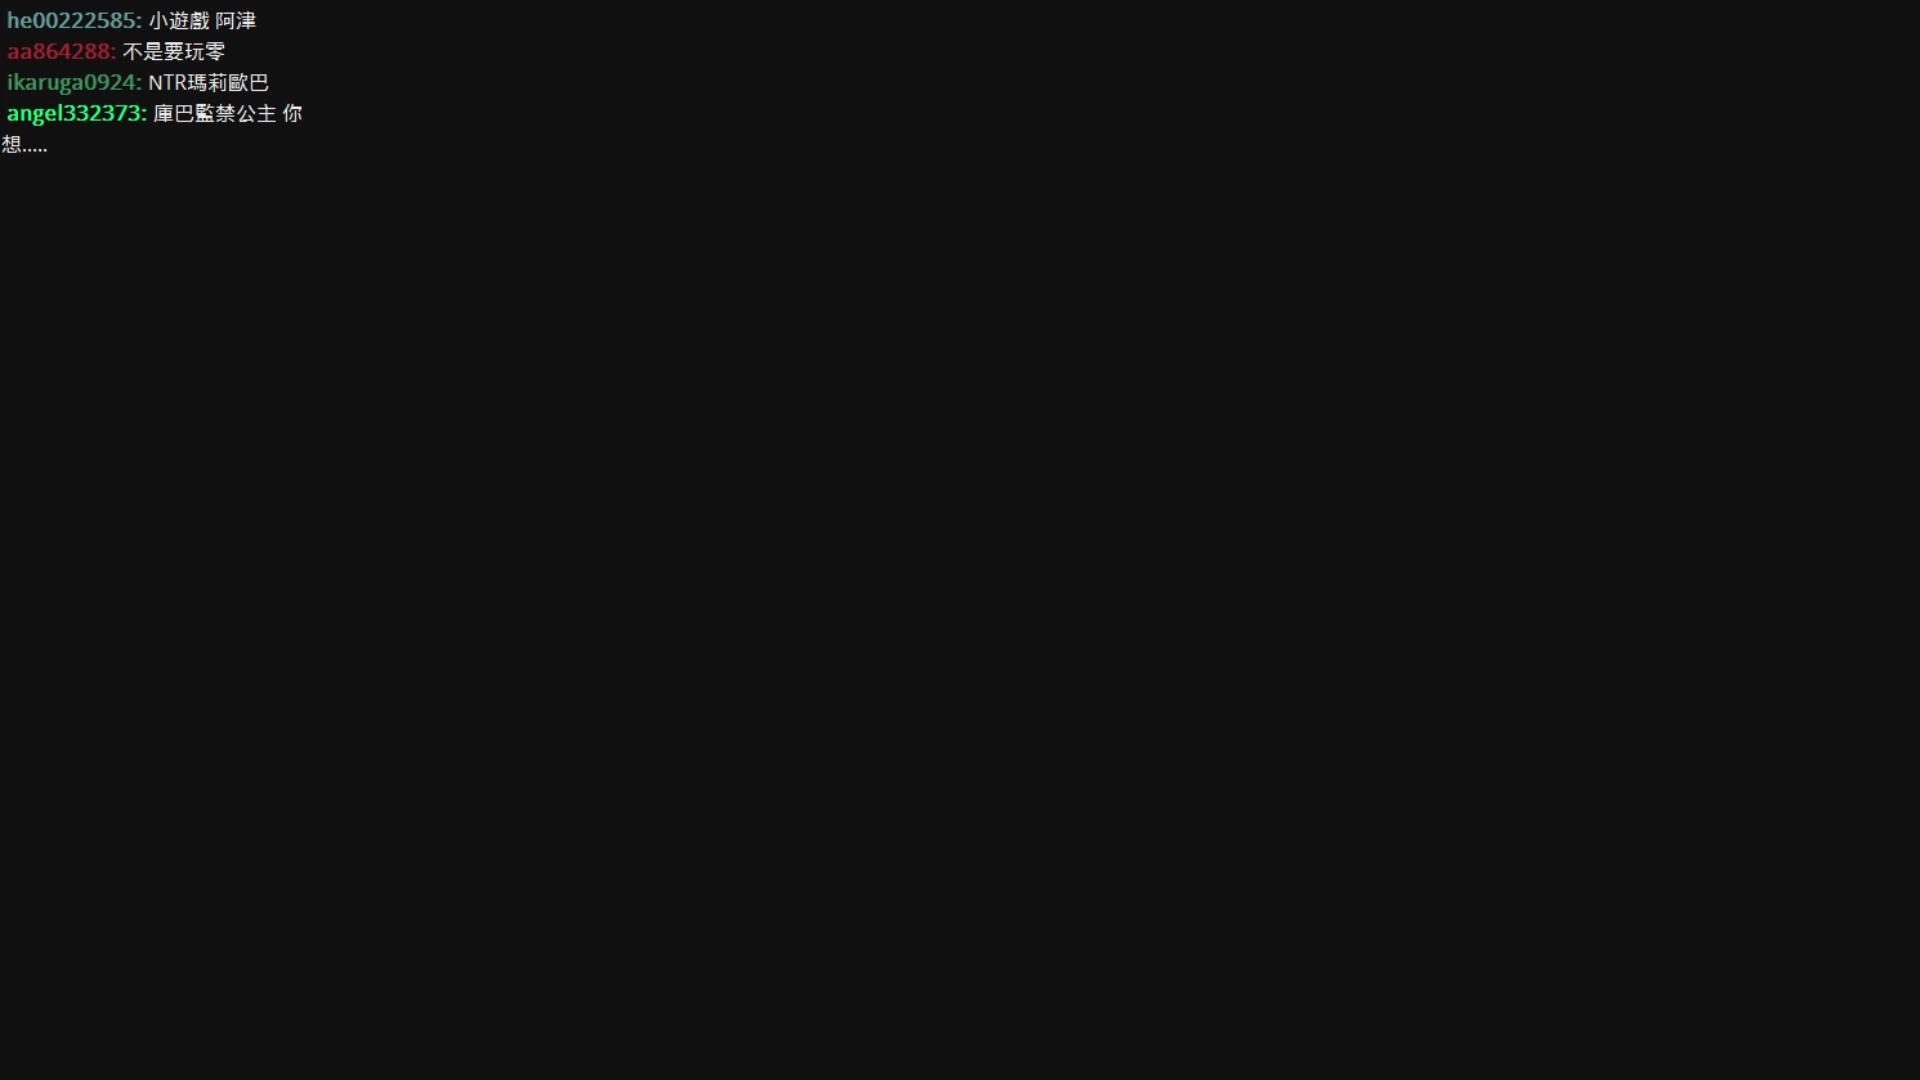 he00222585: 小遊戲 阿津
aa864288: 不是要玩零
ikaruga0924: NTR瑪莉歐巴
angel332373: 庫巴監禁公主 你
想.....